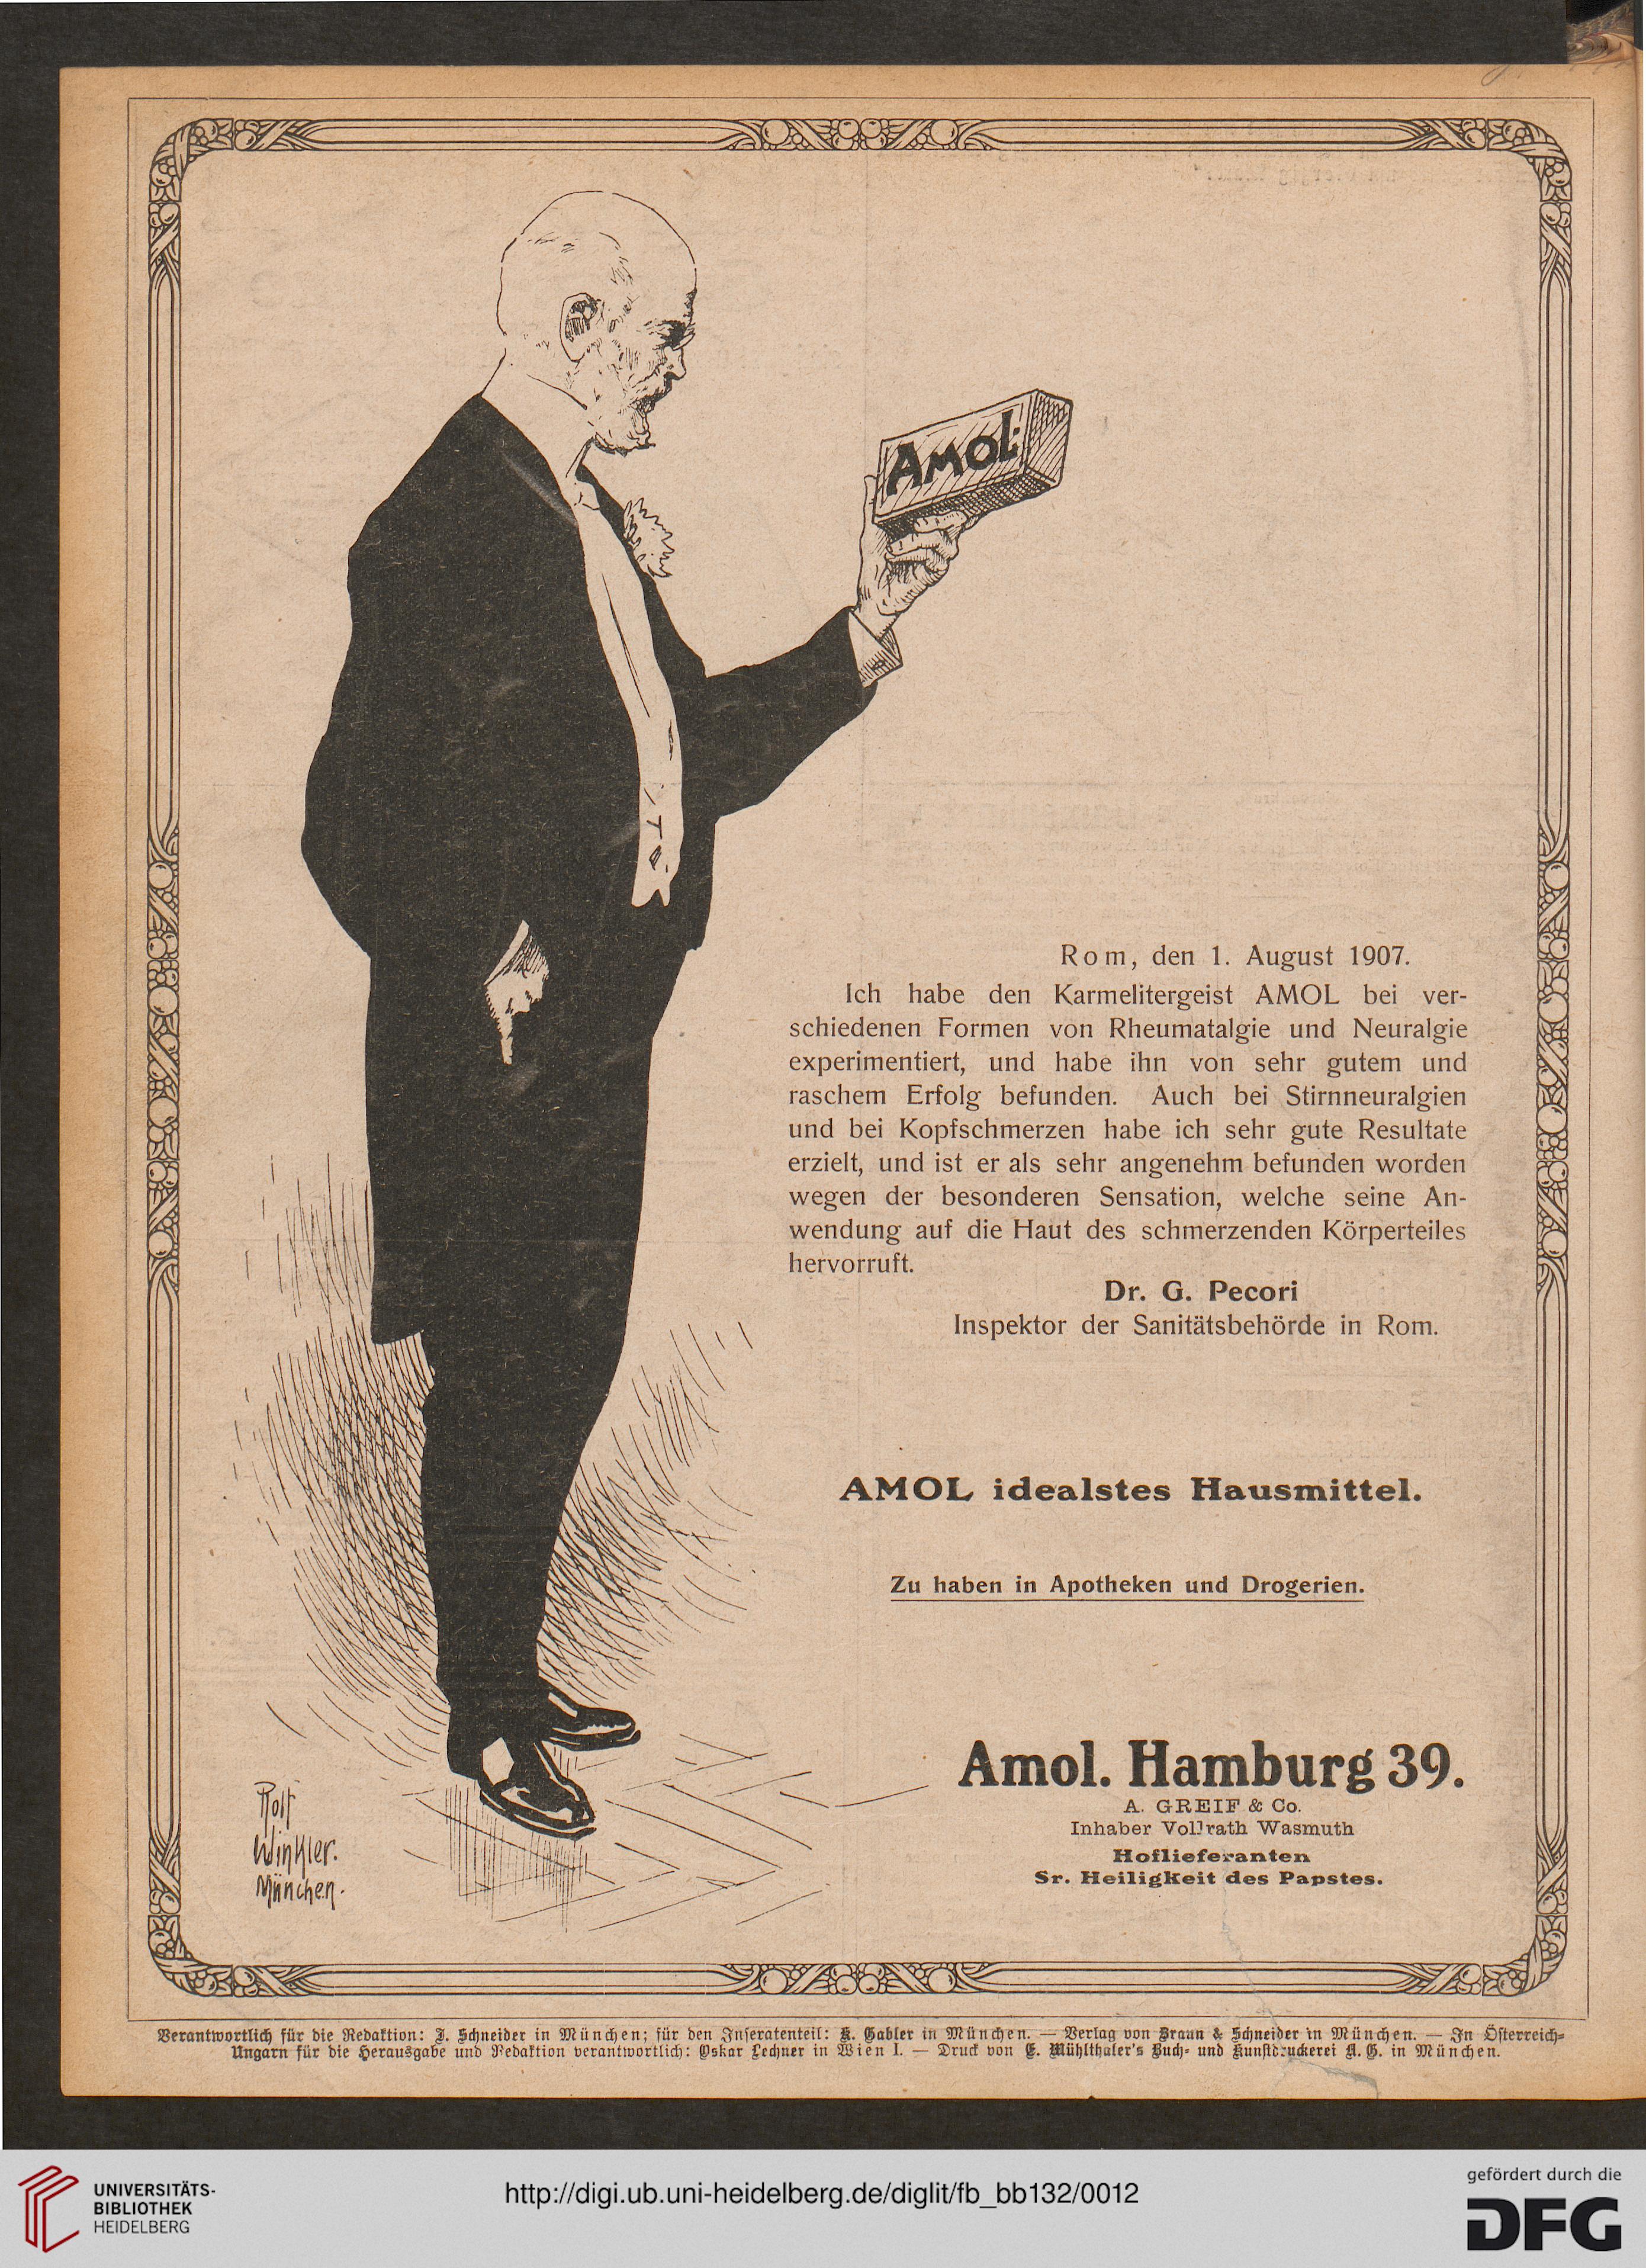 AMOL
Rom, den 1. August 1907.
Ich habe den Karmelitergeist AMOL bei ver-
schiedenen Formen von Rheumatalgie und Neuralgie
experimentiert, und habe ihn von sehr gutem und
raschem Erfolg befunden. Auch bei Stirnneuralgien
und bei Kopfschmerzen habe ich sehr gute Resultate
erzielt, und ist er als sehr angenehm befunden worden
wegen der besonderen Sensation, welche seine An-
wendung auf die Haut des schmerzenden Körperteiles
hervorruft.
Dr. G. Pecori
Inspektor der Sanitätsbehörde in Rom.
AMOL idealstes Hausmittel.
Zu haben in Apotheken und Drogerien.
Amol. Hamburg 39.
A. GREIF & Co.
Inhaber Vollrath Wasmuth
Hoflieferanten
Sr. Heiligkeit des Papstes.
Rolf
Winkler.
München.
Verantwortlich für die Redaktion: J. Schneider in München; für den Inseratenteil: K. Gabler in München. — Verlag von Braun & Schneider in München. — In Österreich-
Ungarn für die Herausgabe und Redaktion verantwortlich: Oskar Lechner in Wien I. — Druck von E. Mühlthaler's Buch- und Kunstdruckerei A. G. in München.
UNIVERSITÄTS-
BIBLIOTHEK
HEIDELBERG
http://digi.ub.uni-heidelberg.de/diglit/fb_bb132/0012
gefördert durch die
DFG